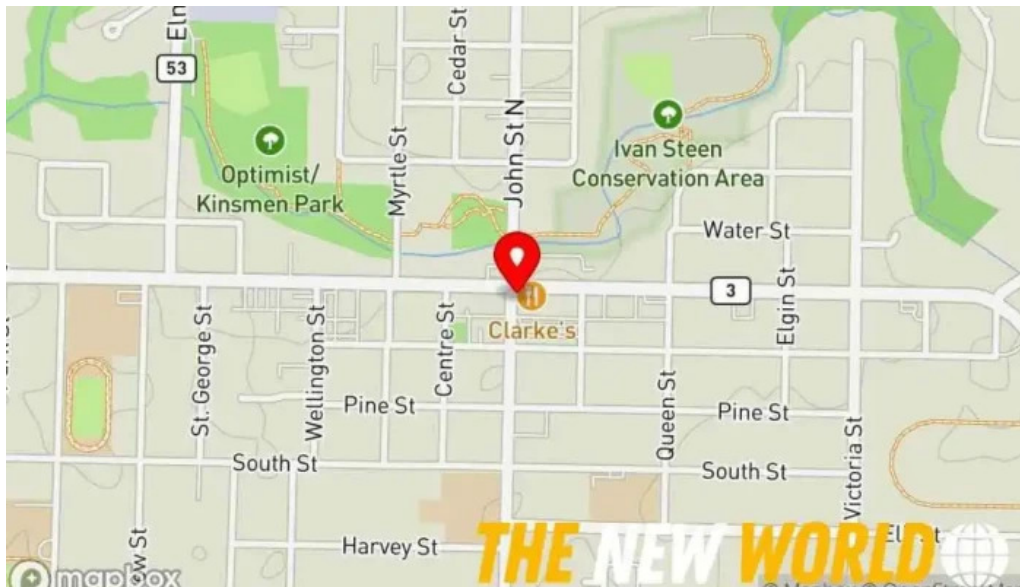 Eln
53
Cedar St
John St N
Myrtle St
Optimist/
Kinsmen Park
Ivan Steen
Conservation Area
Water St
3
Elgin St
St. George St
Wellington St
Centre St
Clarke's
Pine St
Queen St
Pine St
South St
South St
Victoria St
Harvey St
THE NEW WORLD
mapbox